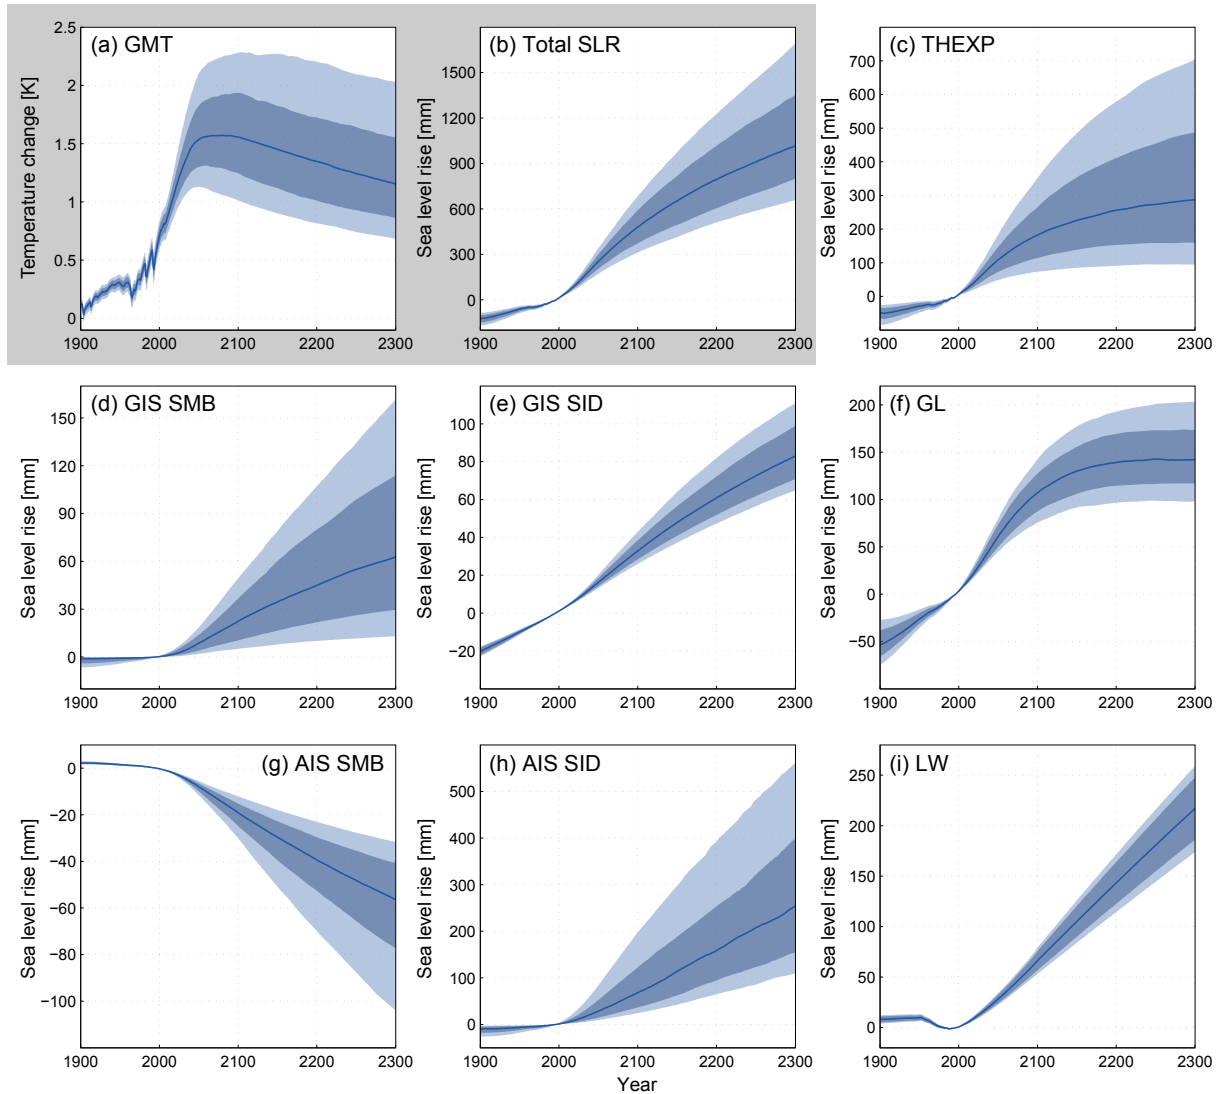 (a) GMT
Temperature change [K]
2.5
2
1.5
1
0.5
0
1900 2000 2100 2200 2300
(b) Total SLR
Sea level rise [mm]
1500
1200
900
600
300
0
1900 2000 2100 2200 2300
(c) THEXP
Sea level rise [mm]
700
600
500
400
300
200
100
0
−100
1900 2000 2100 2200 2300
(d) GIS SMB
Sea level rise [mm]
150
120
90
60
30
0
1900 2000 2100 2200 2300
(e) GIS SID
Sea level rise [mm]
100
80
60
40
20
0
−20
1900 2000 2100 2200 2300
(f) GL
Sea level rise [mm]
200
150
100
50
0
−50
1900 2000 2100 2200 2300
(g) AIS SMB
Sea level rise [mm]
0
−20
−40
−60
−80
−100
1900 2000 2100 2200 2300
(h) AIS SID
Sea level rise [mm]
500
400
300
200
100
0
1900 2000 2100 2200 2300
Year
(i) LW
Sea level rise [mm]
250
200
150
100
50
0
1900 2000 2100 2200 2300